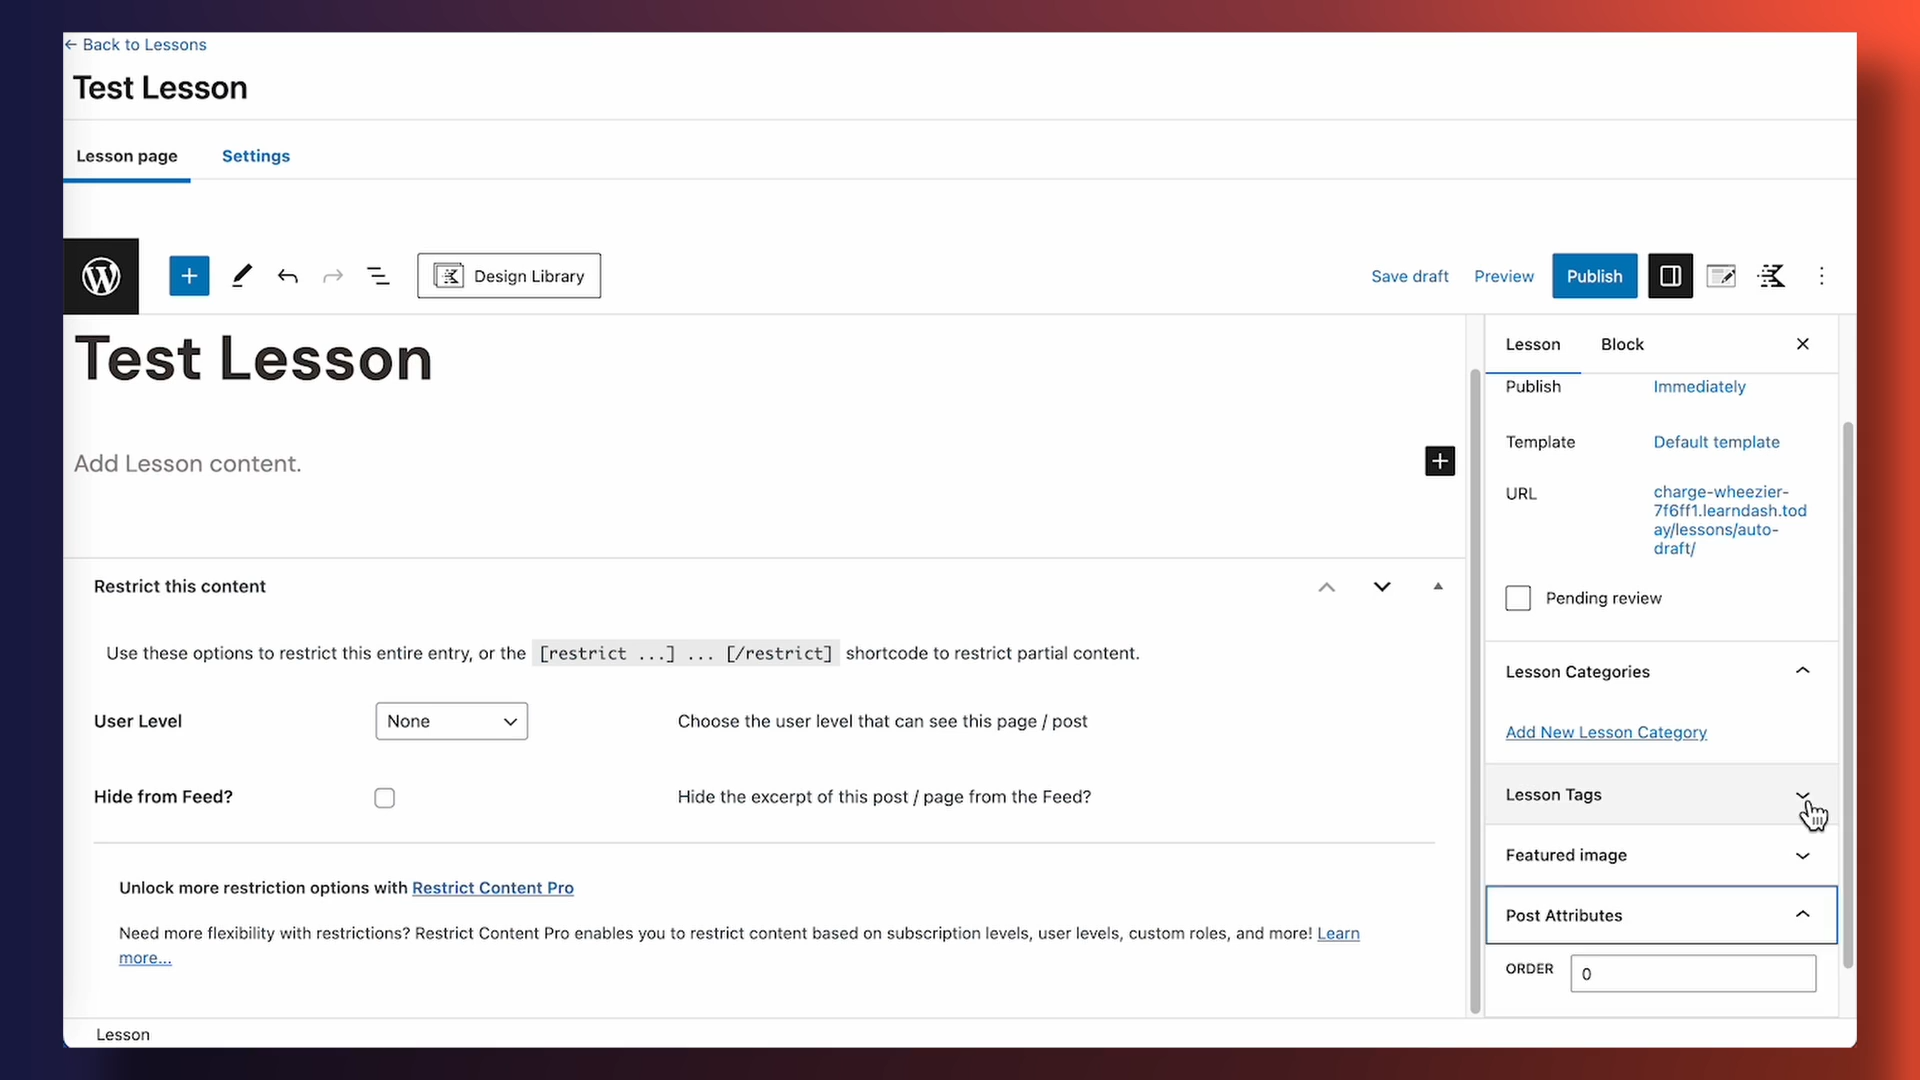 ← Back to Lessons
Test Lesson
Lesson page
Settings
Design Library
Save draft
Preview
Publish
Test Lesson
Add Lesson content.
Restrict this content
Use these options to restrict this entire entry, or the [restrict ...] ... [/restrict] shortcode to restrict partial content.
User Level
None
Choose the user level that can see this page / post
Hide from Feed?
Hide the excerpt of this post / page from the Feed?
Unlock more restriction options with Restrict Content Pro
Need more flexibility with restrictions? Restrict Content Pro enables you to restrict content based on subscription levels, user levels, custom roles, and more! Learn
more...
Lesson
Lesson
Block
Publish
Immediately
Template
Default template
URL
charge-wheezier-
7f6ff1.learndash.tod
ay/lessons/auto-
draft/
Pending review
Lesson Categories
Add New Lesson Category
Lesson Tags
Featured image
Post Attributes
ORDER
0